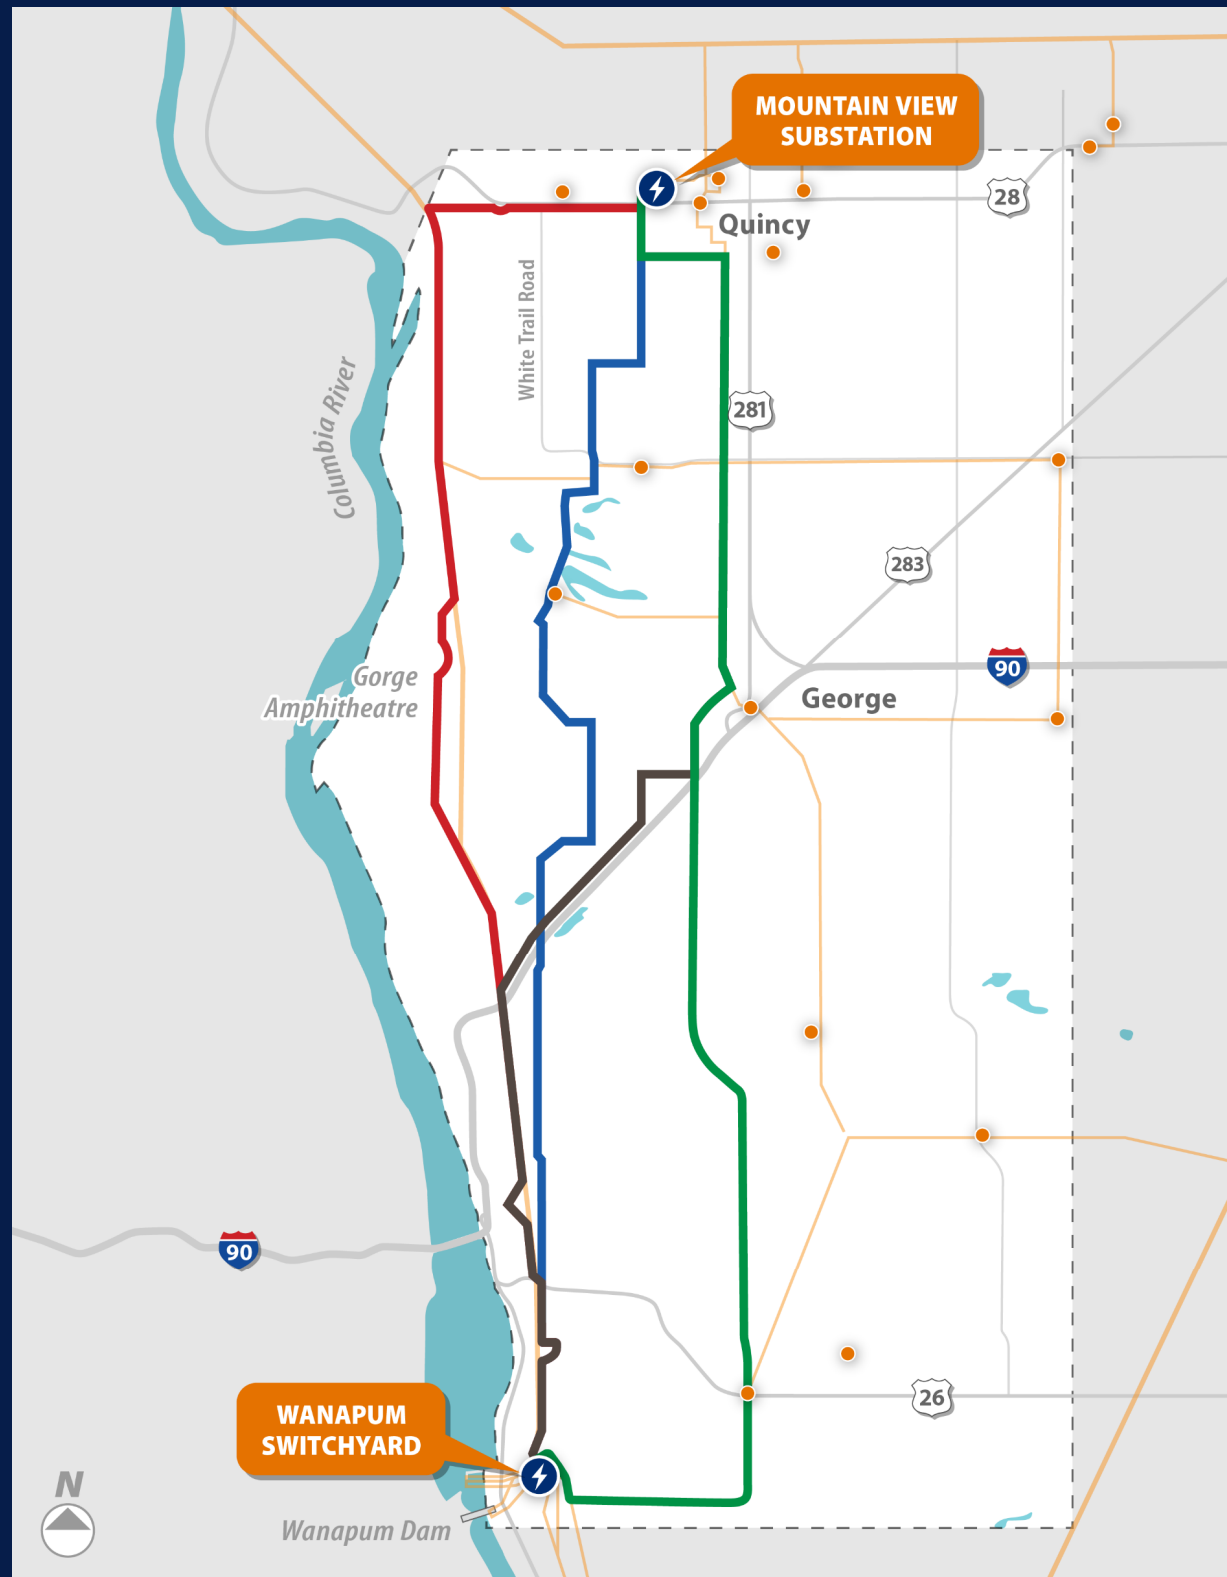 MOUNTAIN VIEW
SUBSTATION
28
Quincy
White Trail Road
Columbia River
281
283
90
Gorge
Amphitheatre
George
90
26
WANAPUM
SWITCHYARD
N
Wanapum Dam